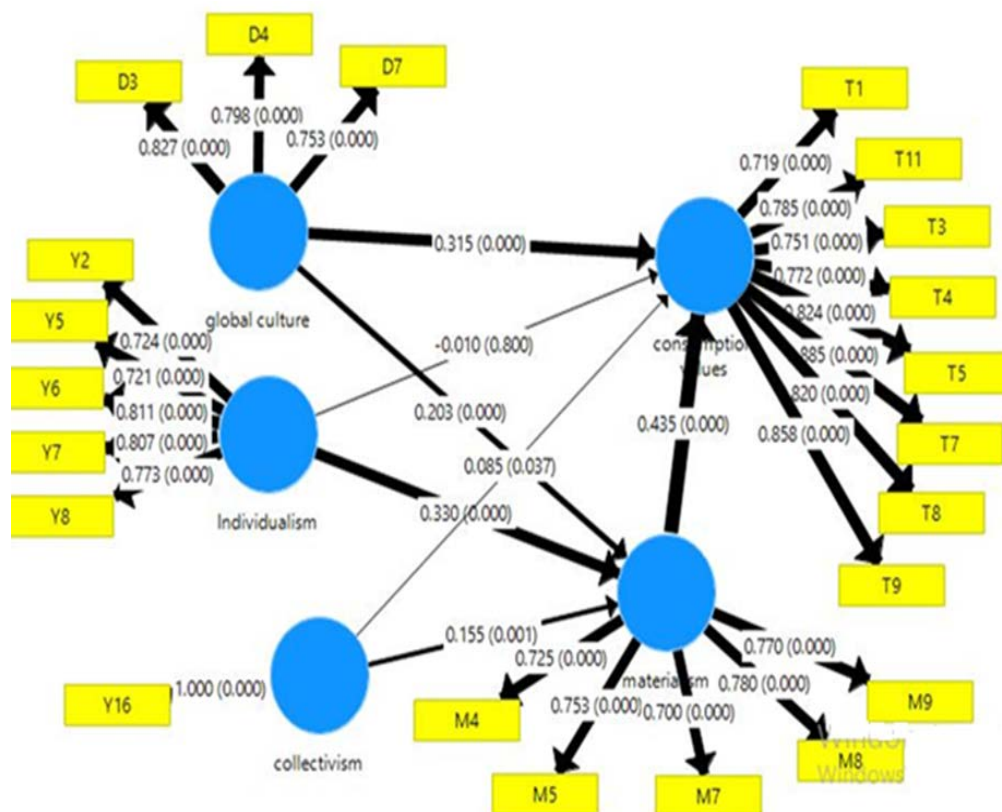 D4
D3
D7
T1
0.798 (0.000)
0.827 (0.000)
0.753 (0.000)
0.719 (0.000)
T11
0.785 (0.000)
T3
0.751 (0.000)
0.315 (0.000)
Y2
0.772 (0.000)
T4
global culture
0.824 (0.000)
Y5
0.724 (0.000)
-0.010 (0.800)
consumption
values
885 (0.000)
T5
0.721 (0.000)
Y6
820 (0.000)
0.811 (0.000)
0.203 (0.000)
0.435 (0.000)
0.858 (0.000)
T7
Y7
0.807 (0.000)
0.773 (0.000)
0.085 (0.037)
Y8
Individualism
0.330 (0.000)
T8
T9
0.155 (0.001)
0.770 (0.000)
0.725 (0.000)
materialism
0.780 (0.000)
Y16
1.000 (0.000)
0.753 (0.000)
0.700 (0.000)
M9
M4
collectivism
M8
Windows
M5
M7